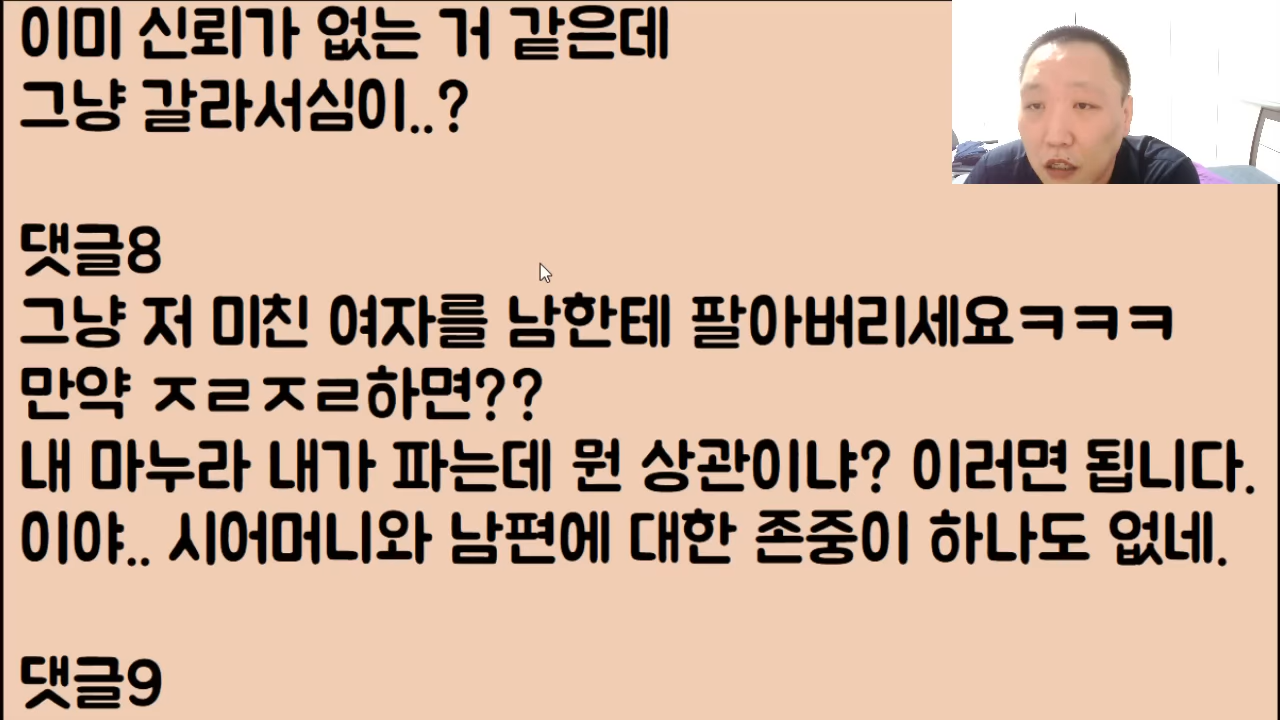 이미 신뢰가 없는 거 같은데
그냥 갈라서심이..?
댓글8
그냥 저 미친 여자를 남한테 팔아버리세요ㅋㅋㅋ
만약 ㅈㄹㅈㄹ하면??
내 마누라 내가 파는데 뭔 상관이냐? 이러면 됩니다.
이야.. 시어머니와 남편에 대한 존중이 하나도 없네.
댓글9